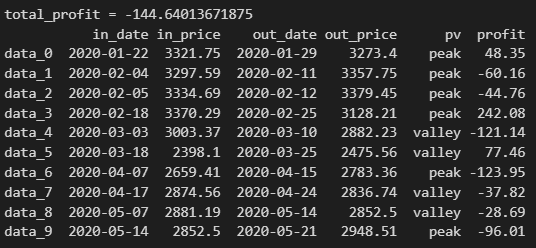 total_profit = -144.64013671875
in_date in_price out_date out_price pv profit
data_0 2020-01-22 3321.75 2020-01-29 3273.4 peak 48.35
data_1 2020-02-04 3297.59 2020-02-11 3357.75 peak -60.16
data_2 2020-02-05 3334.69 2020-02-12 3379.45 peak -44.76
data_3 2020-02-18 3370.29 2020-02-25 3128.21 peak 242.08
data_4 2020-03-03 3003.37 2020-03-10 2882.23 valley -121.14
data_5 2020-03-18 2398.1 2020-03-25 2475.56 valley 77.46
data_6 2020-04-07 2659.41 2020-04-15 2783.36 peak -123.95
data_7 2020-04-17 2874.56 2020-04-24 2836.74 valley -37.82
data_8 2020-05-07 2881.19 2020-05-14 2852.5 valley -28.69
data_9 2020-05-14 2852.5 2020-05-21 2948.51 peak -96.01